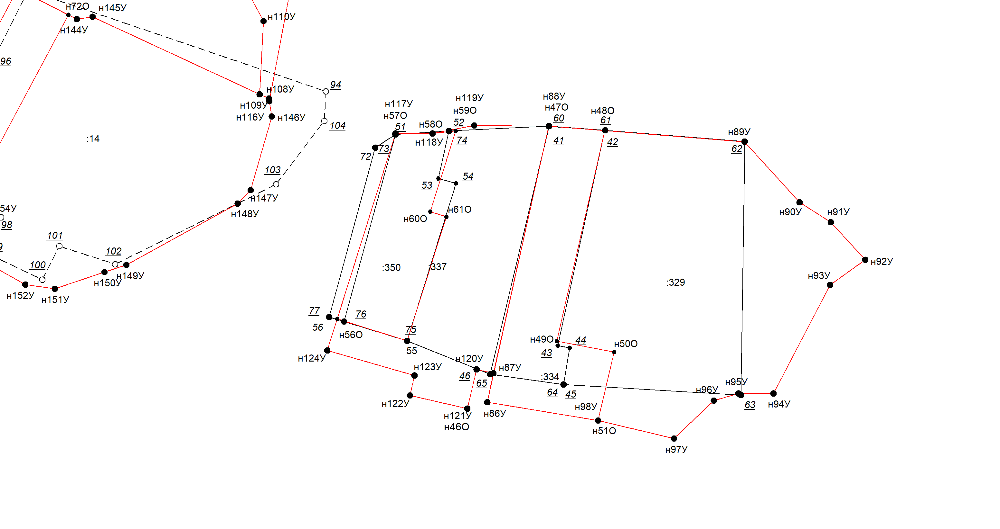 н72О
н145У
н144У
н110У
96
94
н108У
н109У
н116У
н146У
104
:14
103
н147У
н148У
54У
98
101
102
9
100
н149У
н150У
н152У
н151У
н117У
н57О
51
н58О
н118У
н119У
н59О
52
74
н88У
н47О
60
41
н48О
61
42
н89У
62
73
72
54
53
н61О
н60О
н90У
н91У
н92У
н93У
:350
:337
:329
77
56
76
н56О
75
55
н49О
44
43
н50О
н124У
н120У
н123У
н87У
46
65
:334
64
45
н95У
н96У
63
н94У
н122У
н98У
н86У
н121У
н46О
н51О
н97У